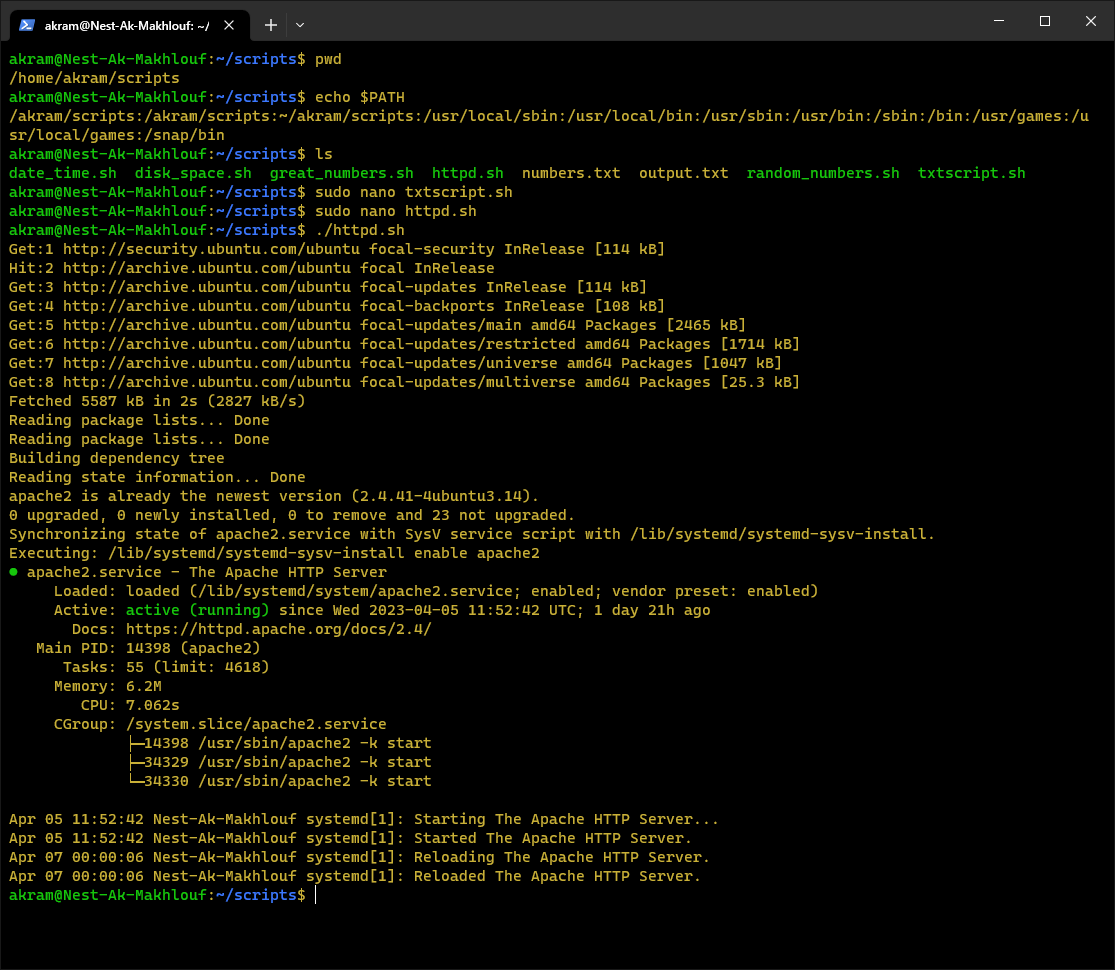 akram@Nest-Ak-Makhlouf: ~/
akram@Nest-Ak-Makhlouf:~/scripts$ pwd
/home/akram/scripts
akram@Nest-Ak-Makhlouf:~/scripts$ echo $PATH
/akram/scripts:/akram/scripts:~/akram/scripts:/usr/local/sbin:/usr/local/bin:/usr/sbin:/usr/bin:/sbin:/bin:/usr/games:/u
sr/local/games:/snap/bin
akram@Nest-Ak-Makhlouf:~/scripts$ ls
date_time.sh  disk_space.sh  great_numbers.sh  httpd.sh  numbers.txt  output.txt  random_numbers.sh  txtscript.sh
akram@Nest-Ak-Makhlouf:~/scripts$ sudo nano txtscript.sh
akram@Nest-Ak-Makhlouf:~/scripts$ sudo nano httpd.sh
akram@Nest-Ak-Makhlouf:~/scripts$ ./httpd.sh
Get:1 http://security.ubuntu.com/ubuntu focal-security InRelease [114 kB]
Hit:2 http://archive.ubuntu.com/ubuntu focal InRelease
Get:3 http://archive.ubuntu.com/ubuntu focal-updates InRelease [114 kB]
Get:4 http://archive.ubuntu.com/ubuntu focal-backports InRelease [108 kB]
Get:5 http://archive.ubuntu.com/ubuntu focal-updates/main amd64 Packages [2465 kB]
Get:6 http://archive.ubuntu.com/ubuntu focal-updates/restricted amd64 Packages [1714 kB]
Get:7 http://archive.ubuntu.com/ubuntu focal-updates/universe amd64 Packages [1047 kB]
Get:8 http://archive.ubuntu.com/ubuntu focal-updates/multiverse amd64 Packages [25.3 kB]
Fetched 5587 kB in 2s (2827 kB/s)
Reading package lists... Done
Reading package lists... Done
Building dependency tree
Reading state information... Done
apache2 is already the newest version (2.4.41-4ubuntu3.14).
0 upgraded, 0 newly installed, 0 to remove and 23 not upgraded.
Synchronizing state of apache2.service with SysV service script with /lib/systemd/systemd-sysv-install.
Executing: /lib/systemd/systemd-sysv-install enable apache2
● apache2.service - The Apache HTTP Server
     Loaded: loaded (/lib/systemd/system/apache2.service; enabled; vendor preset: enabled)
     Active: active (running) since Wed 2023-04-05 11:52:42 UTC; 1 day 21h ago
       Docs: https://httpd.apache.org/docs/2.4/
   Main PID: 14398 (apache2)
      Tasks: 55 (limit: 4618)
     Memory: 6.2M
        CPU: 7.062s
     CGroup: /system.slice/apache2.service
             ├─14398 /usr/sbin/apache2 -k start
             ├─34329 /usr/sbin/apache2 -k start
             └─34330 /usr/sbin/apache2 -k start
Apr 05 11:52:42 Nest-Ak-Makhlouf systemd[1]: Starting The Apache HTTP Server...
Apr 05 11:52:42 Nest-Ak-Makhlouf systemd[1]: Started The Apache HTTP Server.
Apr 07 00:00:06 Nest-Ak-Makhlouf systemd[1]: Reloading The Apache HTTP Server.
Apr 07 00:00:06 Nest-Ak-Makhlouf systemd[1]: Reloaded The Apache HTTP Server.
akram@Nest-Ak-Makhlouf:~/scripts$